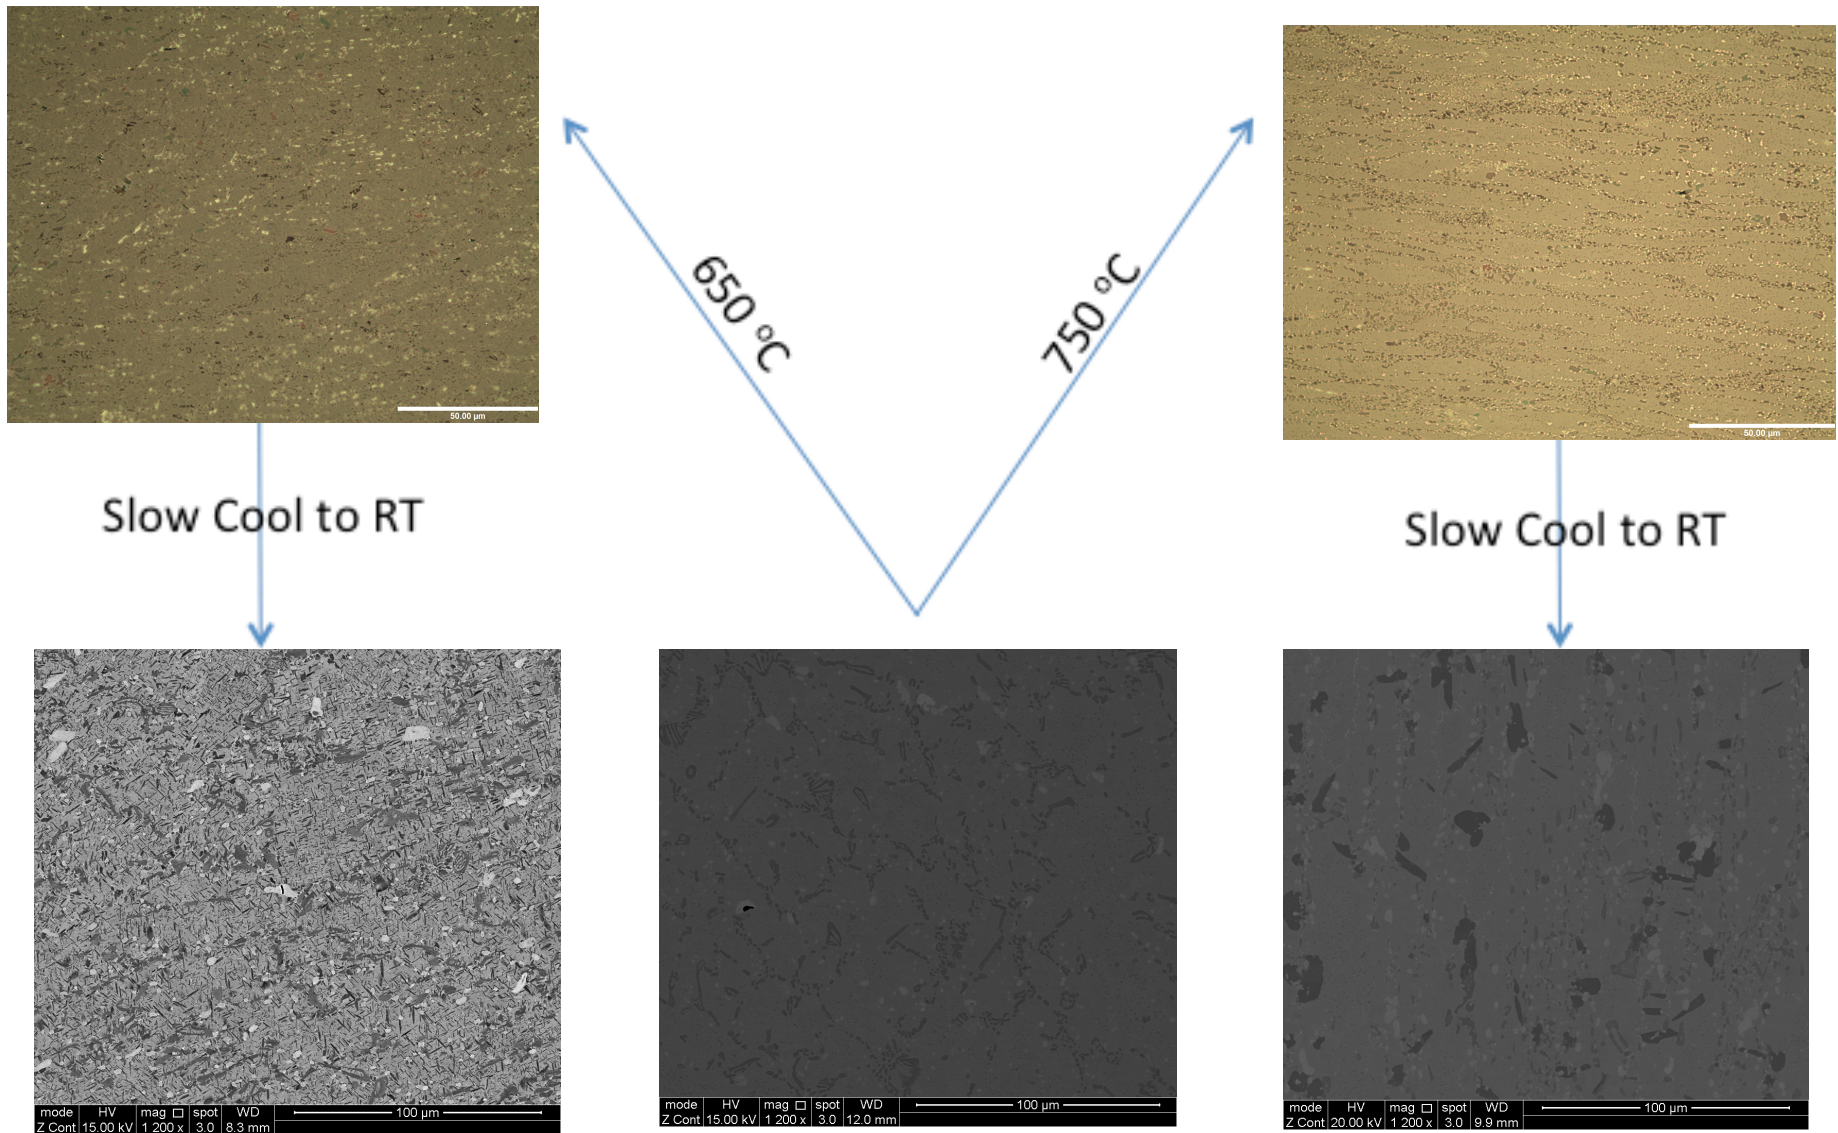 50.00 µm
50.00 µm
650 ºC
750 ºC
Slow Cool to RT
Slow Cool to RT
mode HV mag spot WD 100 µm
Z Cont 15.00 kV 1 200 x 3.0 8.3 mm
mode HV mag spot WD 100 µm
Z Cont 15.00 kV 1 200 x 3.0 12.0 mm
mode HV mag spot WD 100 µm
Z Cont 20.00 kV 1 200 x 3.0 9.9 mm